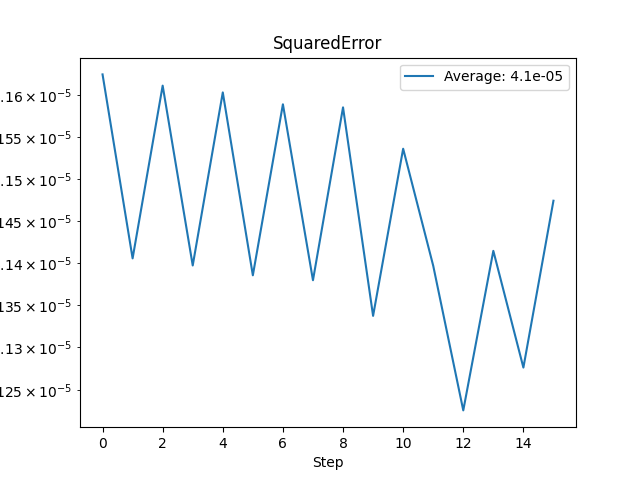 SquaredError
Average: 4.1e-05
.16 × 10⁻⁵
155 × 10⁻⁵
.15 × 10⁻⁵
145 × 10⁻⁵
.14 × 10⁻⁵
135 × 10⁻⁵
.13 × 10⁻⁵
125 × 10⁻⁵
0 2 4 6 8 10 12 14
Step